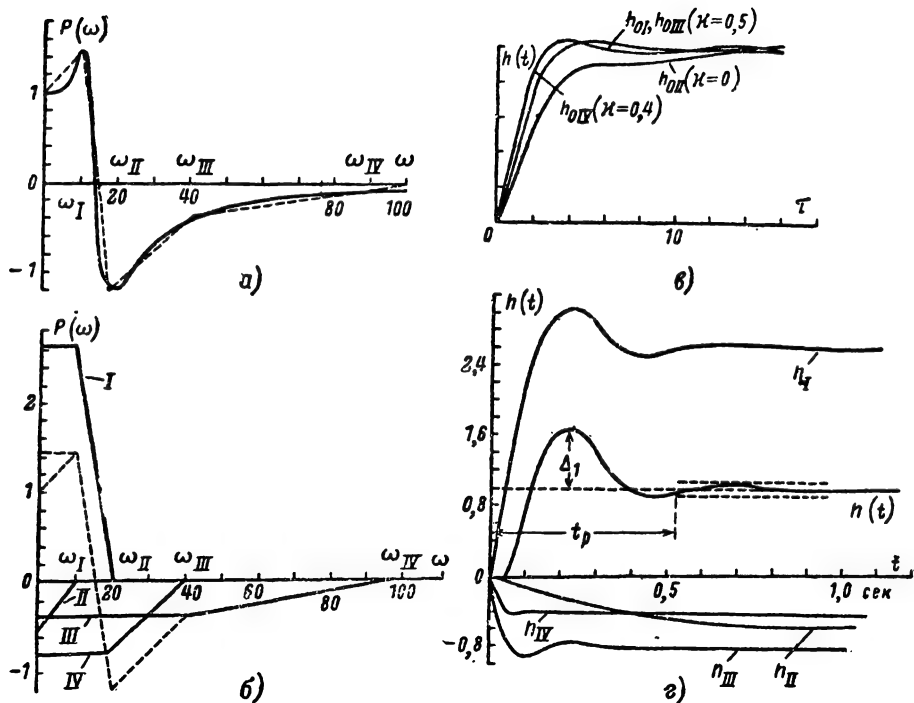 P(ω)
1
0
-1
ω_I
ω_II
ω_III
ω_IV ω
20
40
60
80
100
а)
h(t)
h_0I, h_0III (ϰ=0,5)
h_0II (ϰ=0)
h_0IV (ϰ=0,4)
0
10
τ
в)
P(ω)
2
1
0
-1
I
II
III
IV
ω_I
ω_II
ω_III
ω_IV ω
20
40
60
80
100
б)
h(t)
2,4
1,6
0,8
0
-0,8
h_I
Δ_1
t_p
h(t)
t
0,5
1,0 сек
h_IV
h_III
h_II
г)